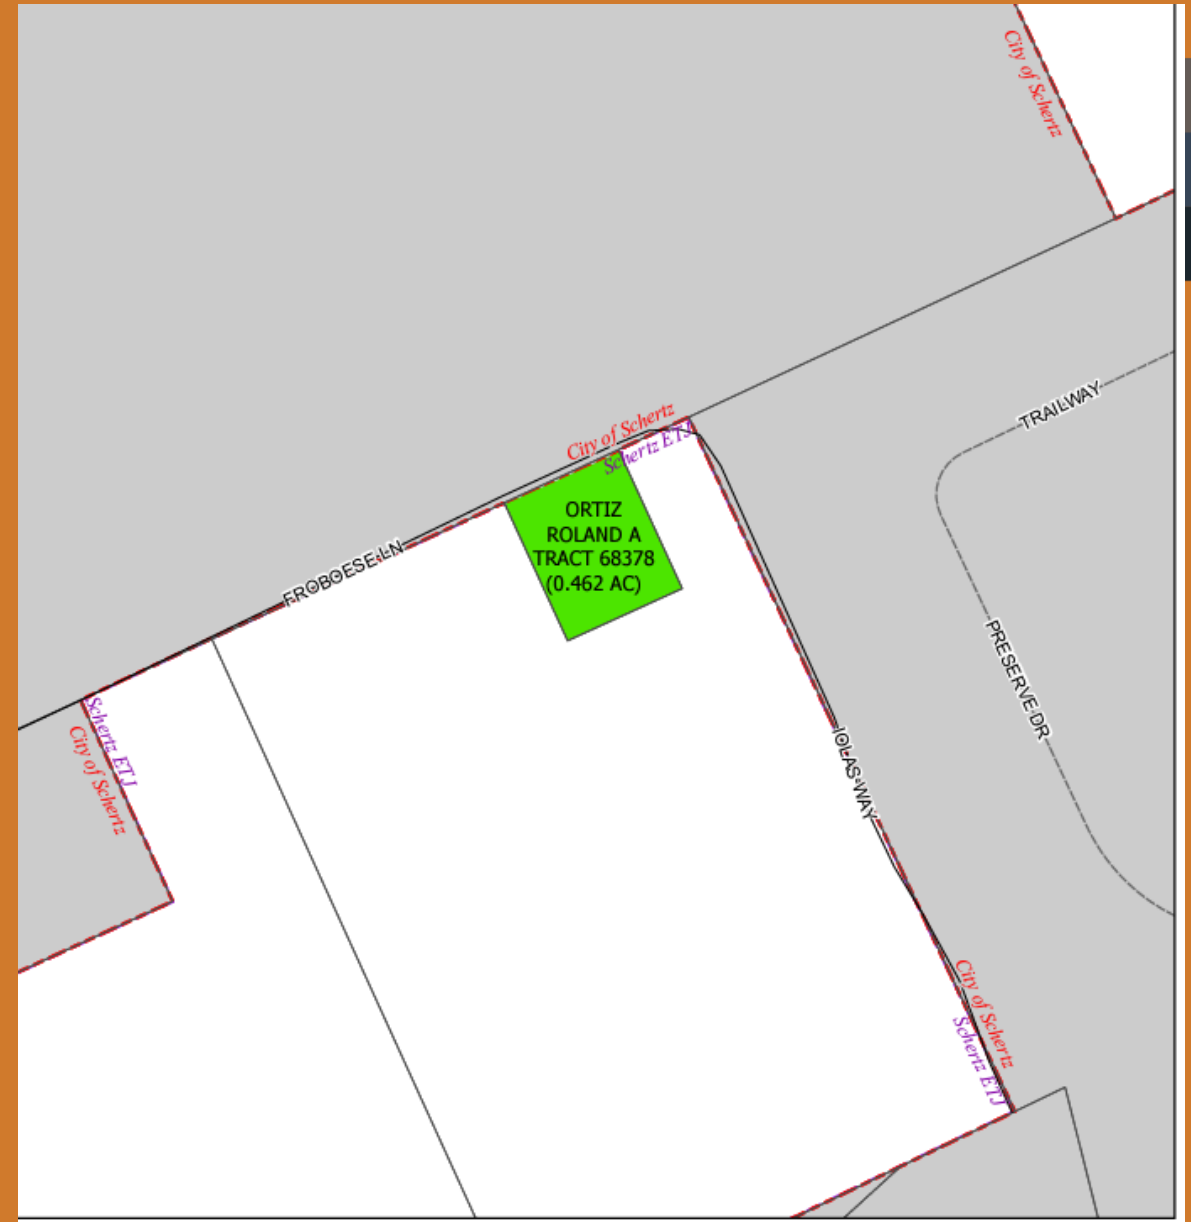 City of Schertz
TRAILWAY
City of Schertz
Schertz ETJ
ORTIZ
ROLAND A
TRACT 68378
(0.462 AC)
FROBOESE LN
PRESERVE DR
Schertz ETJ
City of Schertz
IOLAS WAY
City of Schertz
Schertz ETJ